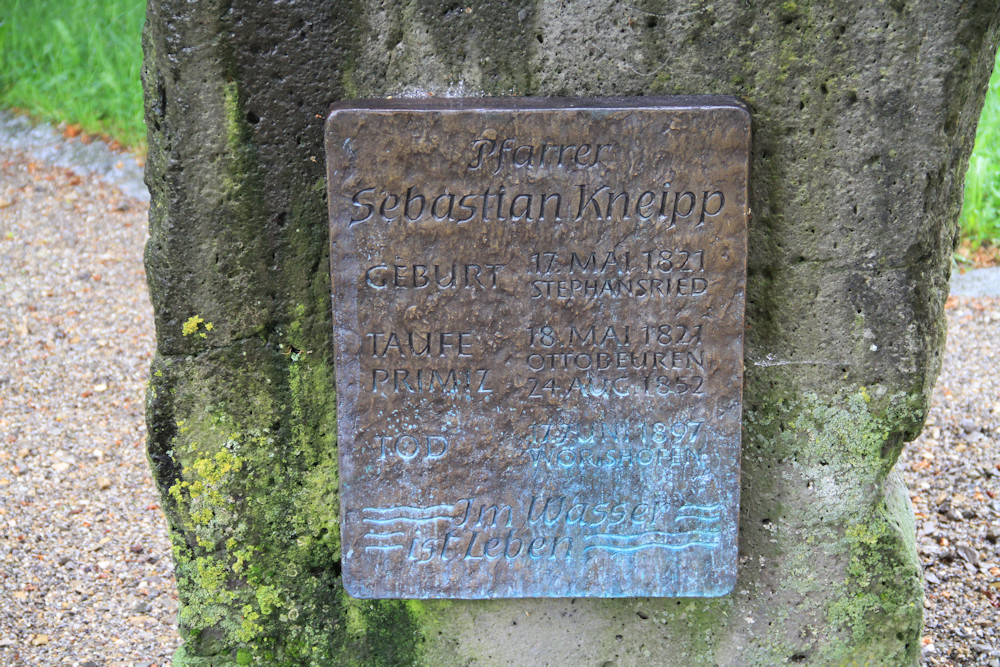 Pfarrer
Sebastian Kneipp
GEBURT 17. MAI 1821
STEPHANSRIED
TAUFE 18. MAI 1821
OTTOBEUREN
PRIMIZ 24. AUG. 1852
TOD 17. JUNI 1897
WÖRISHOFEN
Im Wasser
ist Leben